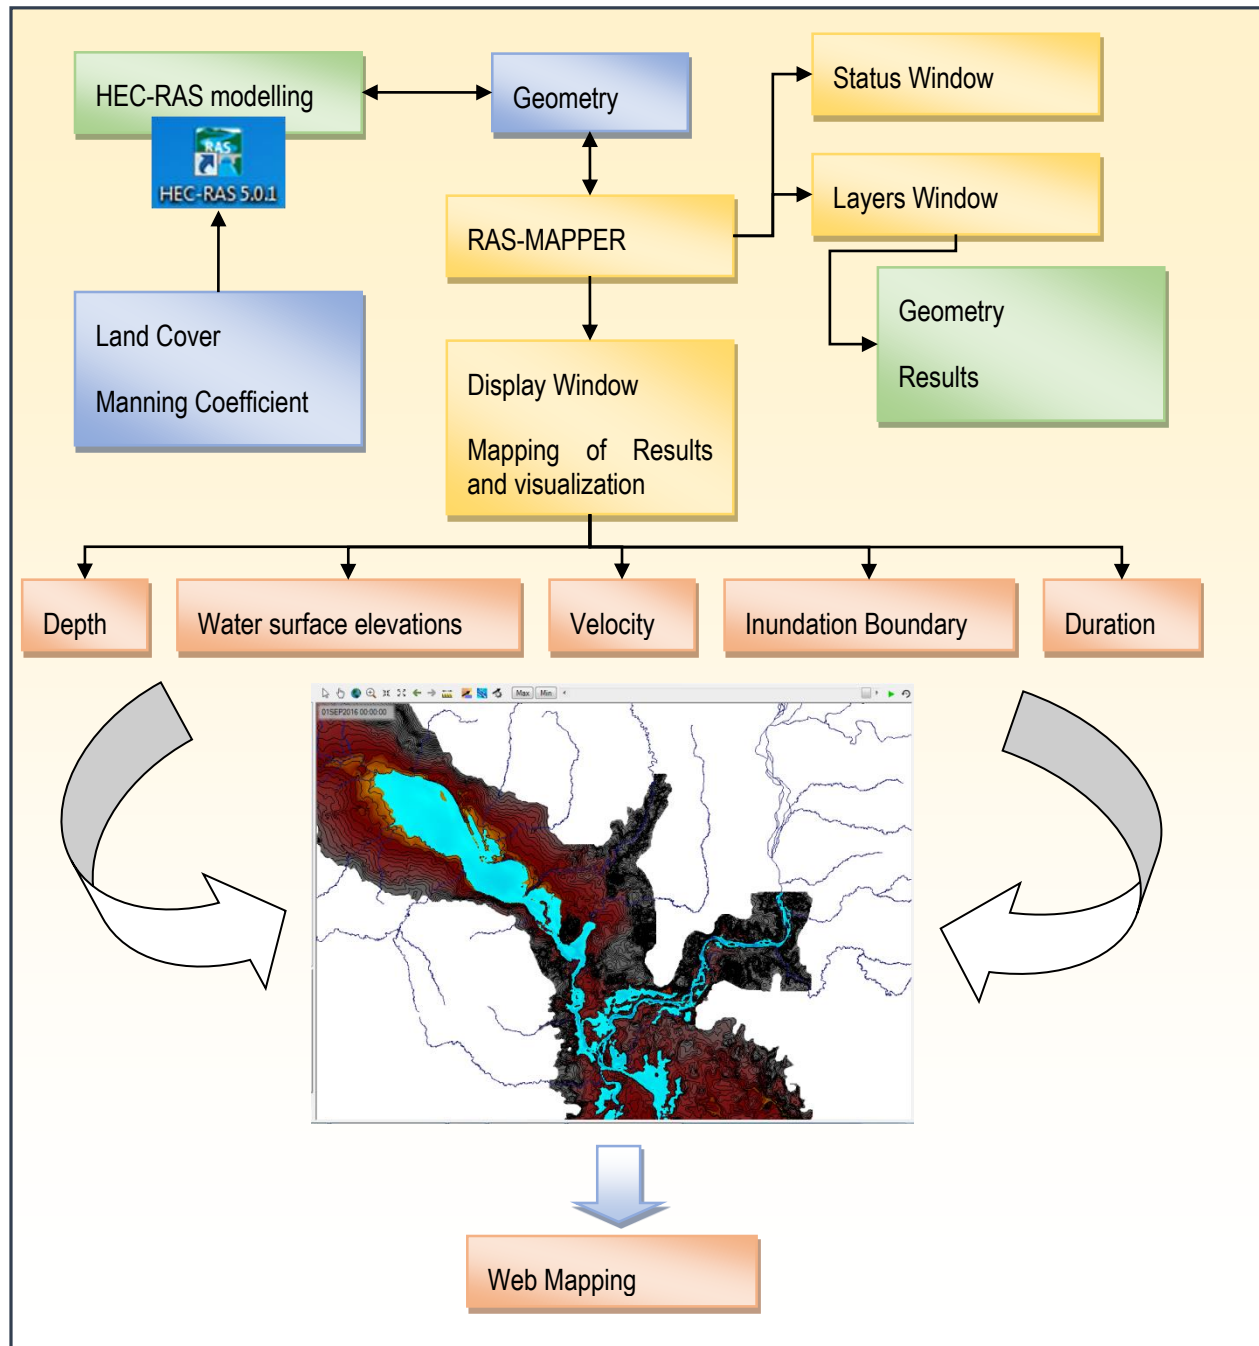 HEC-RAS modelling
RAS
HEC-RAS 5.0.1
Geometry
Status Window
Layers Window
RAS-MAPPER
Land Cover
Manning Coefficient
Geometry
Results
Display Window
Mapping of Results
and visualization
Depth
Water surface elevations
Velocity
Inundation Boundary
Duration
Max Min
01SEP2016 00:00:00
Web Mapping